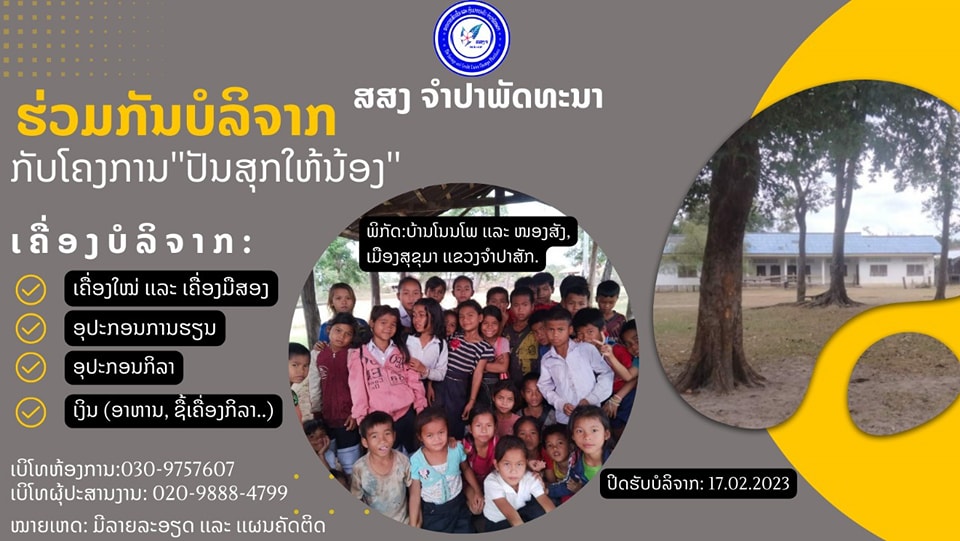 ສສງ ຈຳປາພັດທະນາ
ຮ່ວມກັນບໍລິຈາກ
ກັບໂຄງການ"ປັນສຸກໃຫ້ນ້ອງ"
ເຄື່ອງບໍລິຈາກ:
ເຄື່ອງໃໝ່ ແລະ ເຄື່ອງມືສອງ
ອຸປະກອນການຮຽນ
ອຸປະກອນກິລາ
ເງິນ (ອາຫານ, ຊື້ເຄື່ອງກິລາ..)
ພິກັດ:ບ້ານໂນນໂພ ແລະ ໜອງສັງ,
ເມືອງສຸຂຸມາ ແຂວງຈຳປາສັກ.
ເບີໂທຫ້ອງການ:030-9757607
ເບີໂທຜູ້ປະສານງານ: 020-9888-4799
ໝາຍເຫດ: ມີລາຍລະອຽດ ແລະ ແຜນຄັດຕິດ
ປິດຮັບບໍລິຈາກ: 17.02.2023